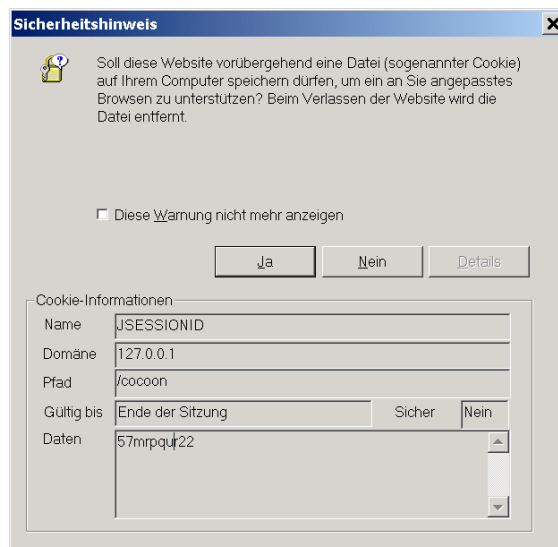 Sicherheitshinweis
Soll diese Website vorübergehend eine Datei (sogenannter Cookie)
auf Ihrem Computer speichern dürfen, um ein an Sie angepasstes
Browsen zu unterstützen? Beim Verlassen der Website wird die
Datei entfernt.
Diese Warnung nicht mehr anzeigen
Ja Nein Details
Cookie-Informationen
Name JSESSIONID
Domäne 127.0.0.1
Pfad /cocoon
Gültig bis Ende der Sitzung Sicher Nein
Daten 57mrpqur22